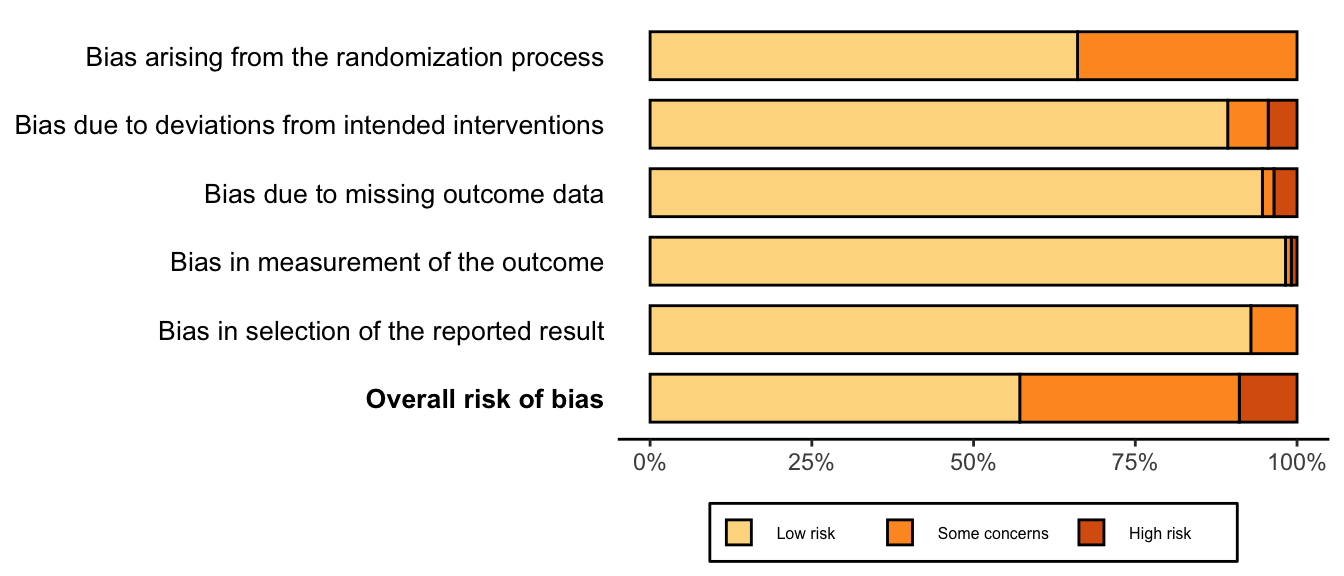 Bias arising from the randomization process
Bias due to deviations from intended interventions
Bias due to missing outcome data
Bias in measurement of the outcome
Bias in selection of the reported result
Overall risk of bias
0% 25% 50% 75% 100%
Low risk Some concerns High risk